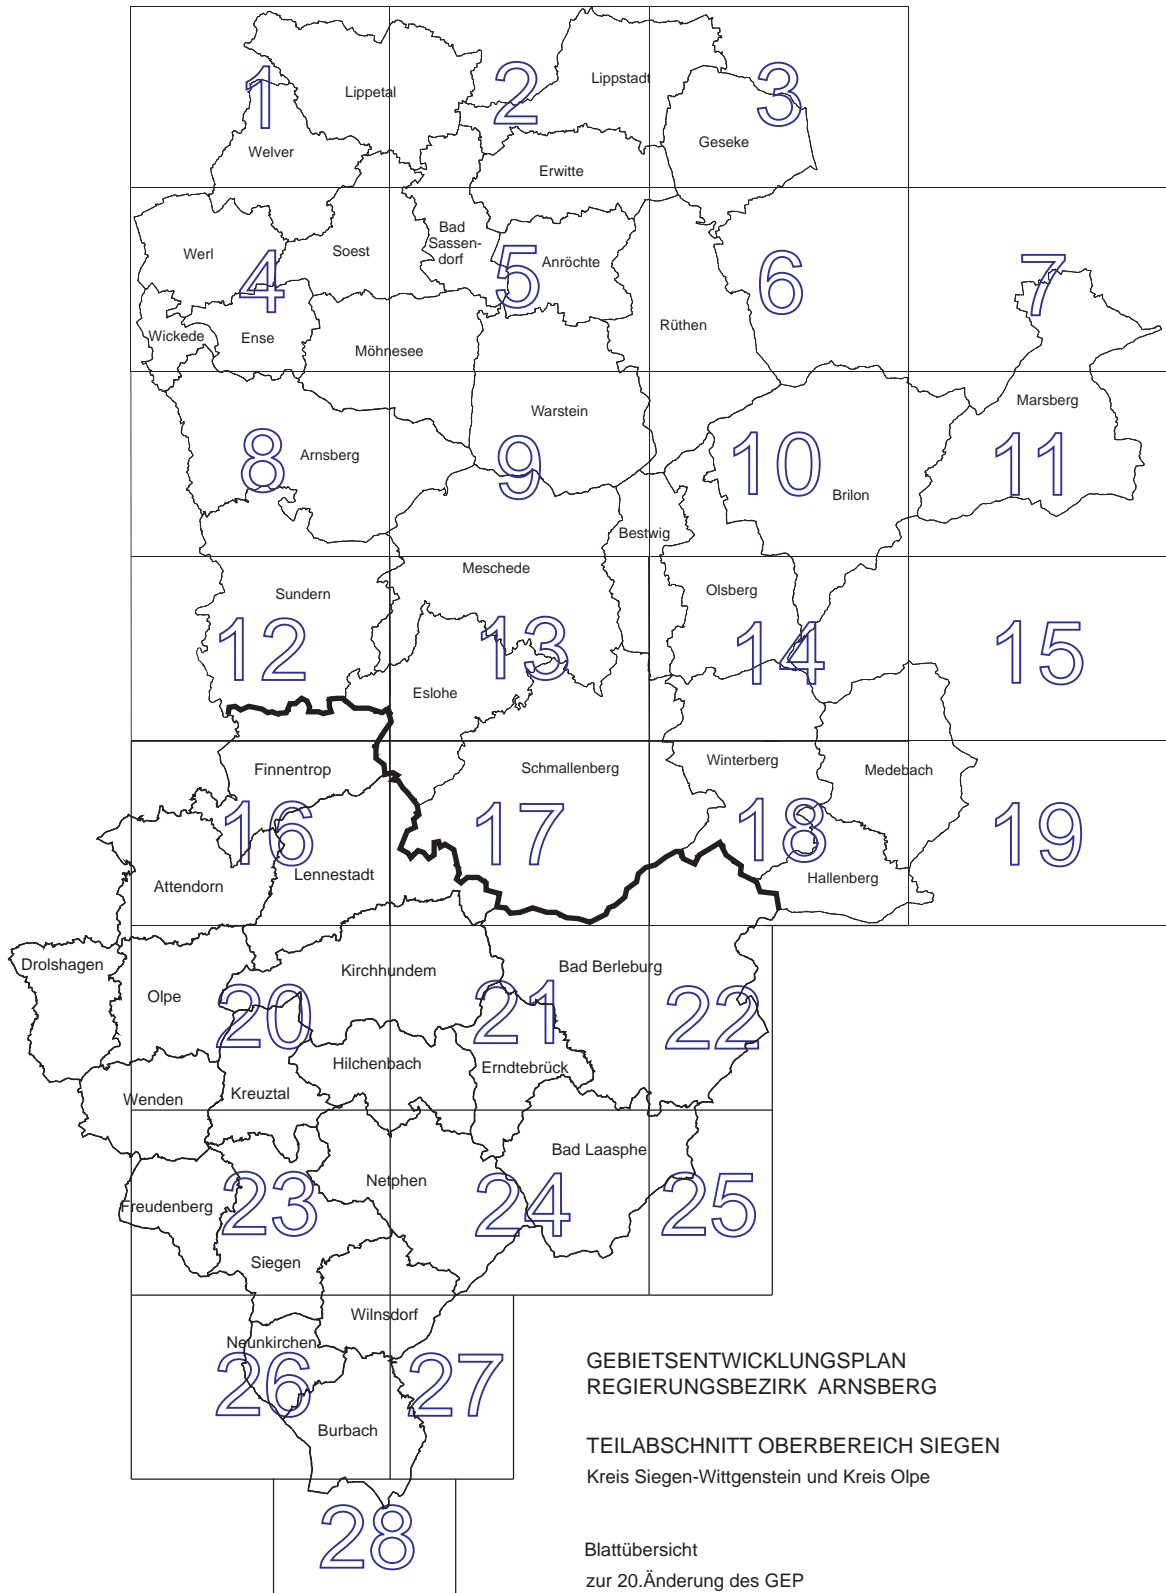 1
2
3
Lippetal
Lippstadt
Geseke
Welver
Erwitte
Werl
Soest
Bad
Sassen-
dorf
Anröchte
4
5
6
7
Wickede
Ense
Möhnesee
Rüthen
Warstein
Marsberg
8
Arnsberg
9
10
11
Brilon
Bestwig
Meschede
Sundern
Olsberg
12
13
14
15
Eslohe
Finnentrop
Schmallenberg
Winterberg
Medebach
16
17
18
19
Attendorn
Lennestadt
Hallenberg
Drolshagen
Olpe
Kirchhundem
Bad Berleburg
20
21
22
Wenden
Kreuztal
Hilchenbach
Erndtebrück
Bad Laasphe
Freudenberg
23
Netphen
24
25
Siegen
Wilnsdorf
Neunkirchen
26
27
Burbach
28
GEBIETSENTWICKLUNGSPLAN
REGIERUNGSBEZIRK ARNSBERG
TEILABSCHNITT OBERBEREICH SIEGEN
Kreis Siegen-Wittgenstein und Kreis Olpe
Blattübersicht
zur 20.Änderung des GEP